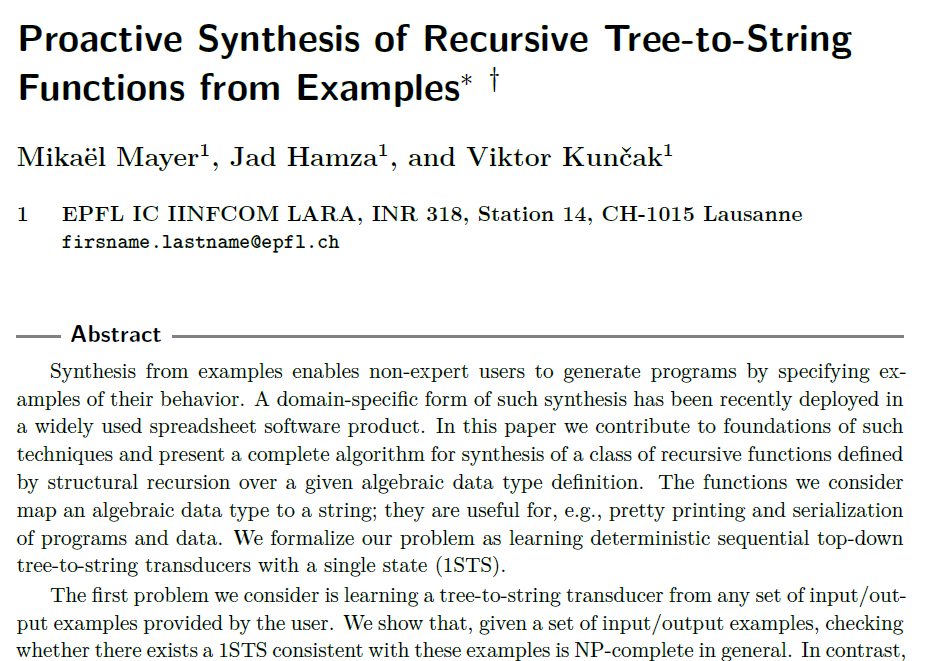 Proactive Synthesis of Recursive Tree-to-String
Functions from Examples* †
Mikaël Mayer¹, Jad Hamza¹, and Viktor Kunčak¹
1 EPFL IC IINFCOM LARA, INR 318, Station 14, CH-1015 Lausanne
firsname.lastname@epfl.ch
Abstract
Synthesis from examples enables non-expert users to generate programs by specifying ex-
amples of their behavior. A domain-specific form of such synthesis has been recently deployed in
a widely used spreadsheet software product. In this paper we contribute to foundations of such
techniques and present a complete algorithm for synthesis of a class of recursive functions defined
by structural recursion over a given algebraic data type definition. The functions we consider
map an algebraic data type to a string; they are useful for, e.g., pretty printing and serialization
of programs and data. We formalize our problem as learning deterministic sequential top-down
tree-to-string transducers with a single state (1STS).
The first problem we consider is learning a tree-to-string transducer from any set of input/out-
put examples provided by the user. We show that, given a set of input/output examples, checking
whether there exists a 1STS consistent with these examples is NP-complete in general. In contrast,